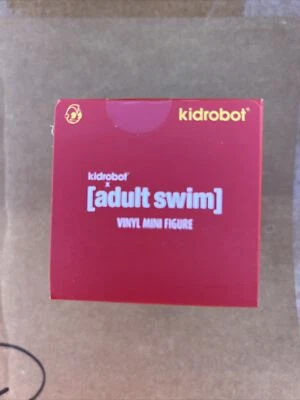 kidrobot®
kidrobot®
x
[adult swim]
VINYL MINI FIGURE